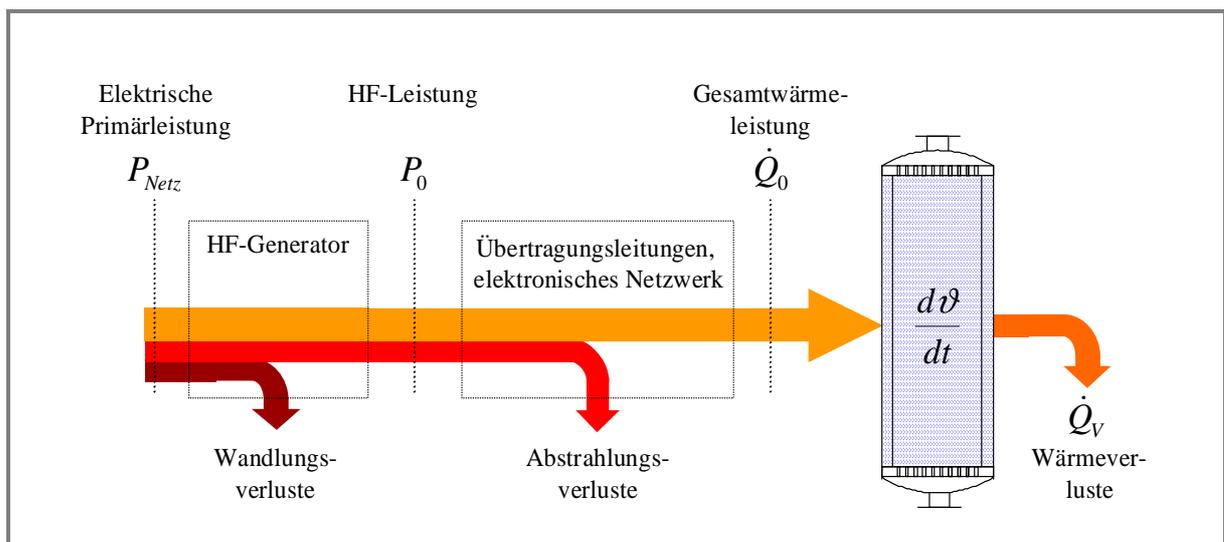 Elektrische
Primärleistung
P_Netz
HF-Leistung
P_0
Gesamtwärme-
leistung
Q̇_0
HF-Generator
Übertragungsleitungen,
elektronisches Netzwerk
dϑ
dt
Wandlungs-
verluste
Abstrahlungs-
verluste
Q̇_V
Wärmever-
luste